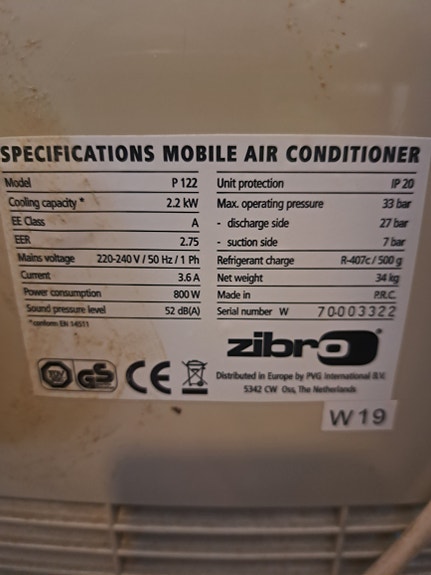 SPECIFICATIONS MOBILE AIR CONDITIONER
Model P 122
Cooling capacity * 2.2 kW
EE Class A
EER 2.75
Mains voltage 220-240 V / 50 Hz / 1 Ph
Current 3.6 A
Power consumption 800 W
Sound pressure level 52 dB(A)
*conform EN 14511
Unit protection IP 20
Max. operating pressure 33 bar
- discharge side 27 bar
- suction side 7 bar
Refrigerant charge R-407c / 500 g
Net weight 34 kg
Made in P.R.C.
Serial number W 70003322
zibro
TÜV GS CE
Distributed in Europe by PVG International B.V.
5342 CW Oss, The Netherlands
W19